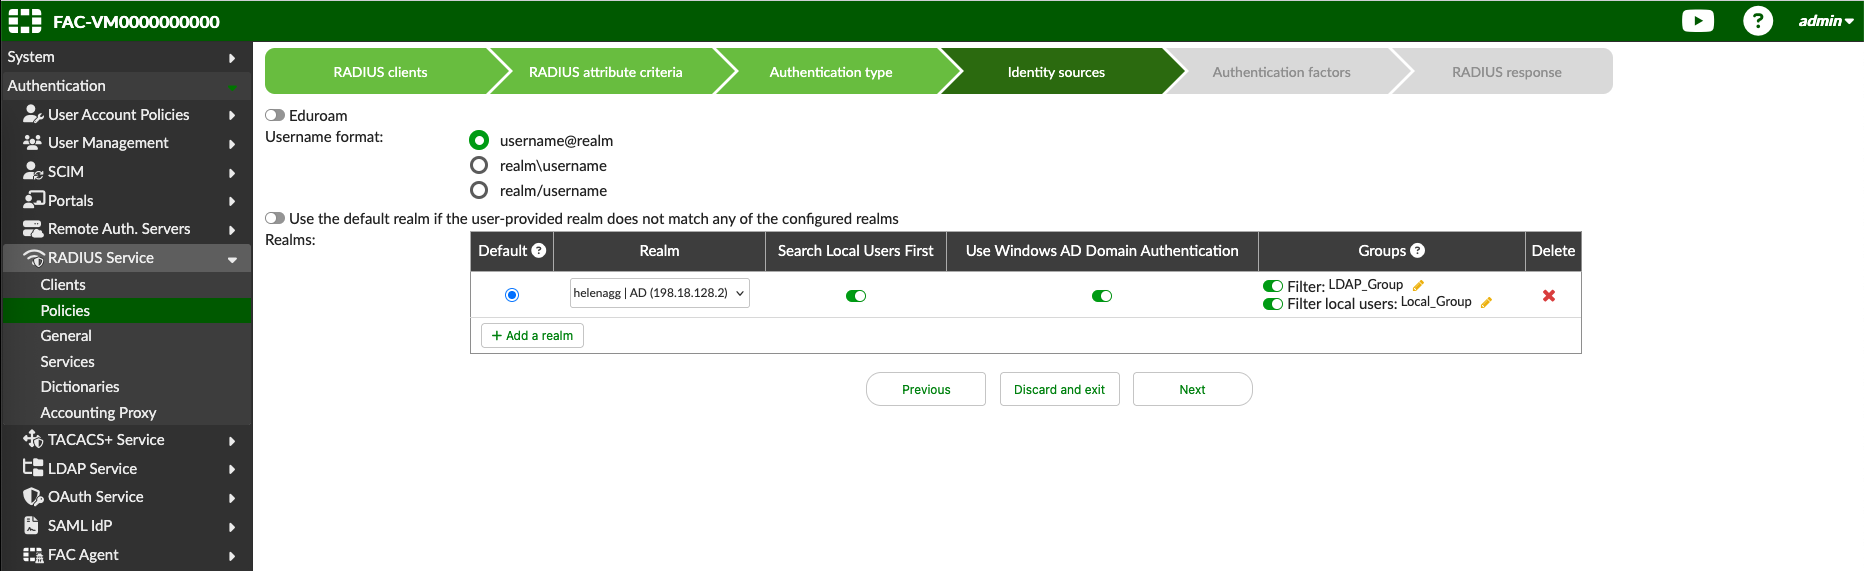 FAC-VM0000000000
admin
System
Authentication
User Account Policies
User Management
SCIM
Portals
Remote Auth. Servers
RADIUS Service
Clients
Policies
General
Services
Dictionaries
Accounting Proxy
TACACS+ Service
LDAP Service
OAuth Service
SAML IdP
FAC Agent
RADIUS clients
RADIUS attribute criteria
Authentication type
Identity sources
Authentication factors
RADIUS response
Eduroam
Username format:
username@realm
realm\username
realm/username
Use the default realm if the user-provided realm does not match any of the configured realms
Realms:
Default ?
Realm
Search Local Users First
Use Windows AD Domain Authentication
Groups ?
Delete
helenagg | AD (198.18.128.2)
Filter: LDAP_Group
Filter local users: Local_Group
+ Add a realm
Previous
Discard and exit
Next